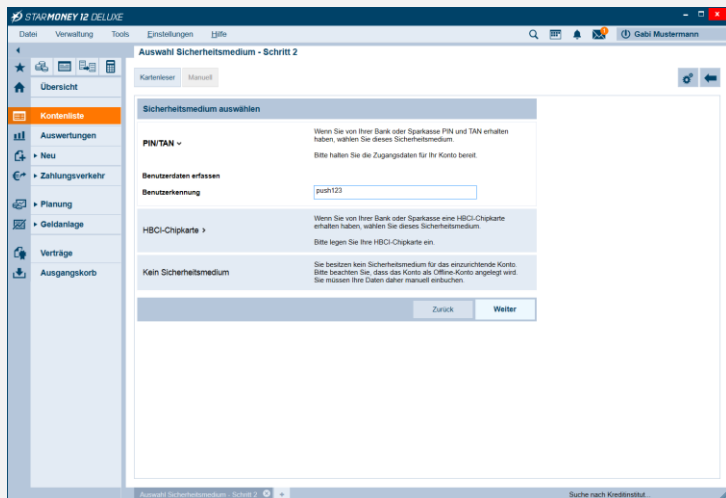 STARMONEY 12 DELUXE
Datei Verwaltung Tools Einstellungen Hilfe
Gabi Mustermann
Auswahl Sicherheitsmedium - Schritt 2
Kartenleser Manuell
Übersicht
Kontenliste
Auswertungen
Neu
Zahlungsverkehr
Planung
Geldanlage
Verträge
Ausgangskorb
Sicherheitsmedium auswählen
PIN/TAN
Wenn Sie von Ihrer Bank oder Sparkasse PIN und TAN erhalten
haben, wählen Sie dieses Sicherheitsmedium.
Bitte halten Sie die Zugangsdaten für Ihr Konto bereit.
Benutzerdaten erfassen
Benutzerkennung
push123
HBCI-Chipkarte
Wenn Sie von Ihrer Bank oder Sparkasse eine HBCI-Chipkarte
erhalten haben, wählen Sie dieses Sicherheitsmedium.
Bitte legen Sie Ihre HBCI-Chipkarte ein.
Kein Sicherheitsmedium
Sie besitzen kein Sicherheitsmedium für das einzurichtende Konto.
Bitte beachten Sie, dass das Konto als Offline-Konto angelegt wird.
Sie müssen Ihre Daten daher manuell einbuchen.
Zurück Weiter
Auswahl Sicherheitsmedium - Schritt 2
Suche nach Kreditinstitut...